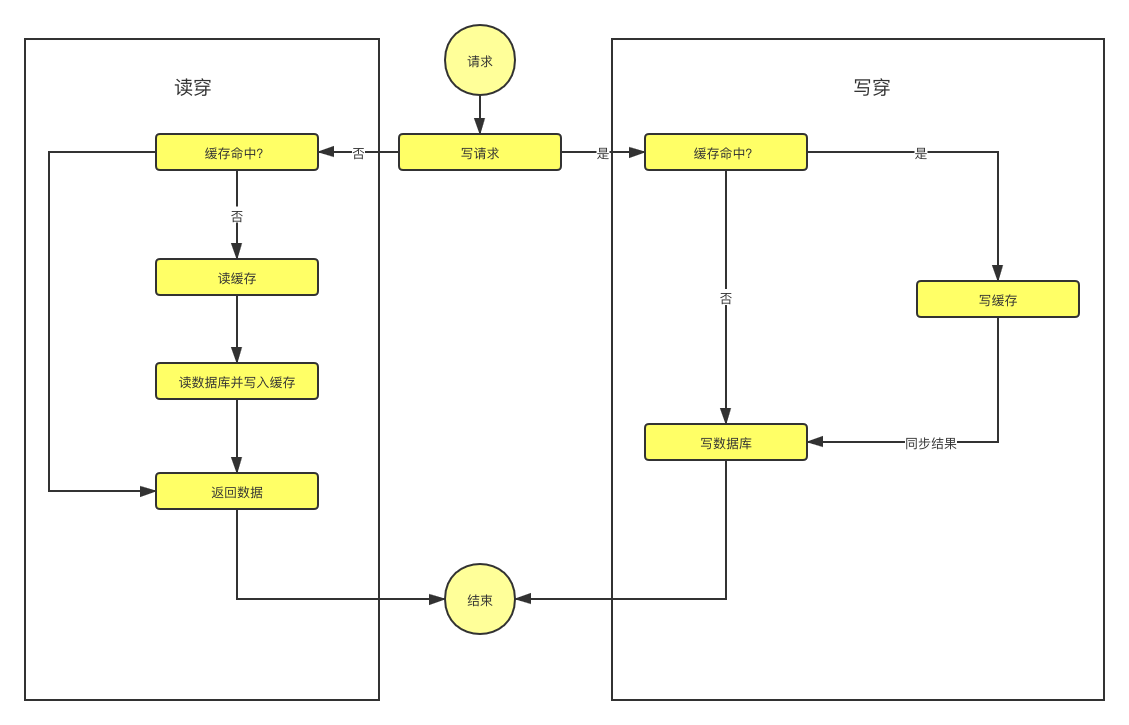 请求
读穿
写穿
缓存命中?
否
写请求
是
缓存命中?
是
否
读缓存
否
写缓存
读数据库并写入缓存
写数据库
同步结果
返回数据
结束